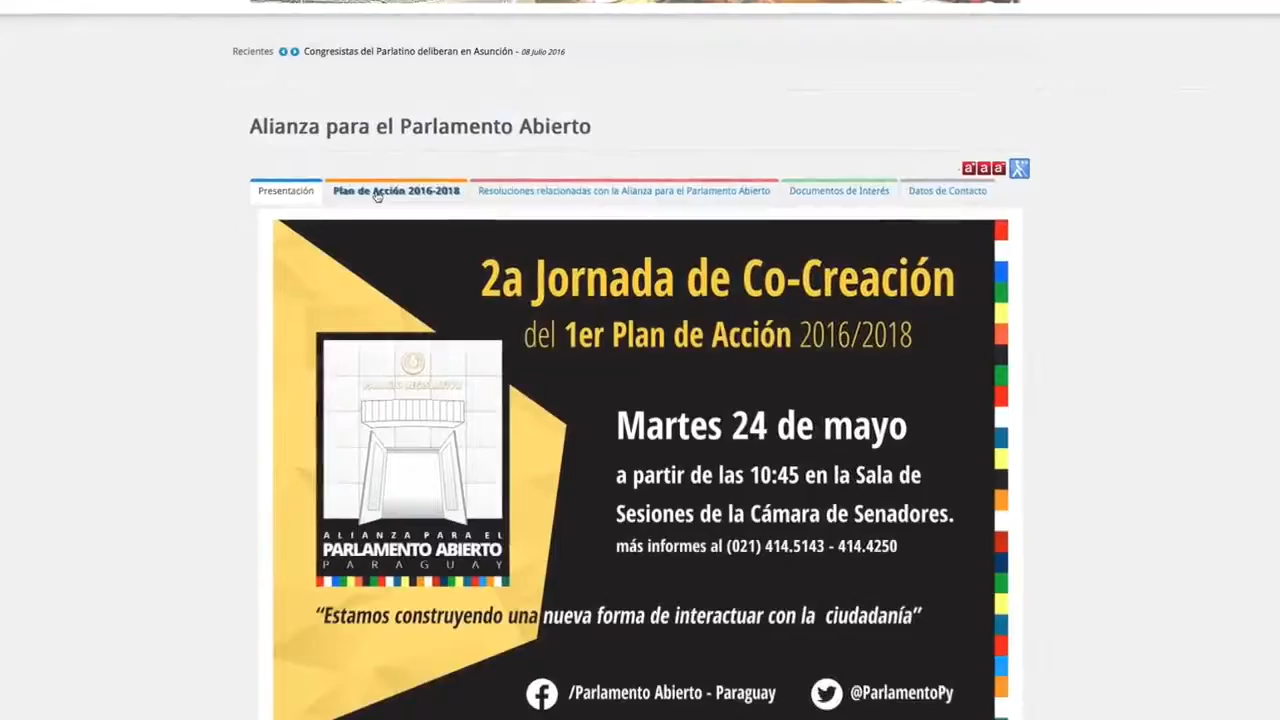 Recientes Congresistas del Parlatino deliberan en Asunción - 08 Julio 2016
Alianza para el Parlamento Abierto
a+ a- a
Presentación Plan de Acción 2016-2018 Resoluciones relacionadas con la Alianza para el Parlamento Abierto Documentos de Interés Datos de Contacto
2a Jornada de Co-Creación
del 1er Plan de Acción 2016/2018
Martes 24 de mayo
a partir de las 10:45 en la Sala de
Sesiones de la Cámara de Senadores.
más informes al (021) 414.5143 - 414.4250
ALIANZA PARA EL
PARLAMENTO ABIERTO
PARAGUAY
“Estamos construyendo una nueva forma de interactuar con la ciudadanía”
/Parlamento Abierto - Paraguay @ParlamentoPy